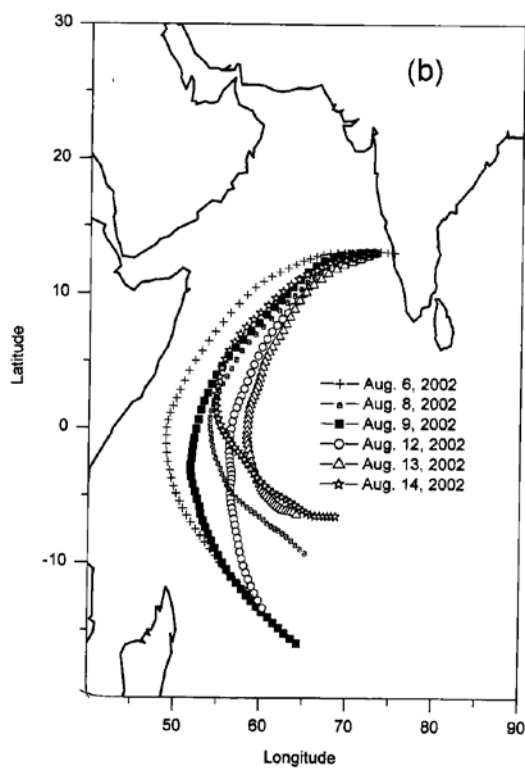 30
(b)
20
10
Latitude
0
-10
Aug. 6, 2002
Aug. 8, 2002
Aug. 9, 2002
Aug. 12, 2002
Aug. 13, 2002
Aug. 14, 2002
50 60 70 80 90
Longitude